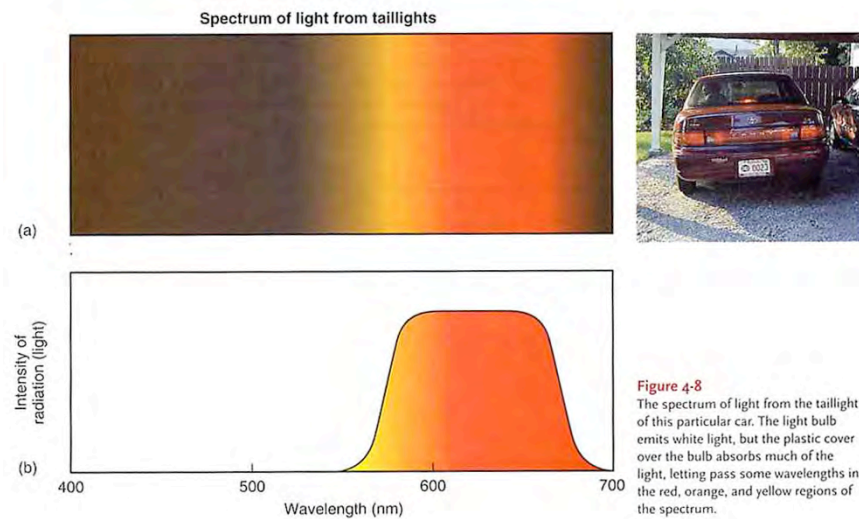 Spectrum of light from taillights
(a)
Intensity of
radiation (light)
(b)
400
500
600
700
Wavelength (nm)
0023
Figure 4-8
The spectrum of light from the taillight
of this particular car. The light bulb
emits white light, but the plastic cover
over the bulb absorbs much of the
light, letting pass some wavelengths in
the red, orange, and yellow regions of
the spectrum.